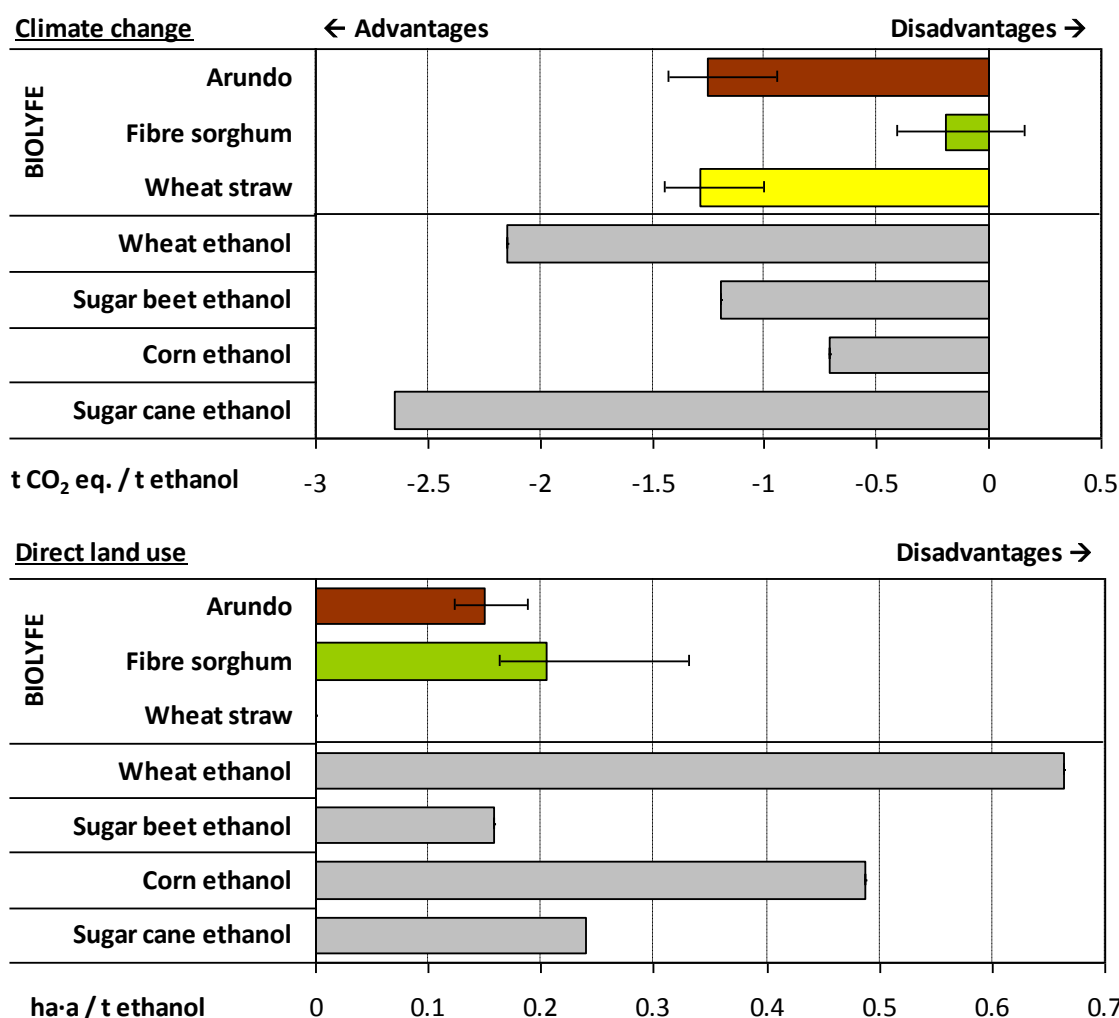 Climate change ← Advantages Disadvantages →
BIOLYFE
Arundo
Fibre sorghum
Wheat straw
Wheat ethanol
Sugar beet ethanol
Corn ethanol
Sugar cane ethanol
t CO₂ eq. / t ethanol -3 -2.5 -2 -1.5 -1 -0.5 0 0.5
Direct land use Disadvantages →
BIOLYFE
Arundo
Fibre sorghum
Wheat straw
Wheat ethanol
Sugar beet ethanol
Corn ethanol
Sugar cane ethanol
ha·a / t ethanol 0 0.1 0.2 0.3 0.4 0.5 0.6 0.7